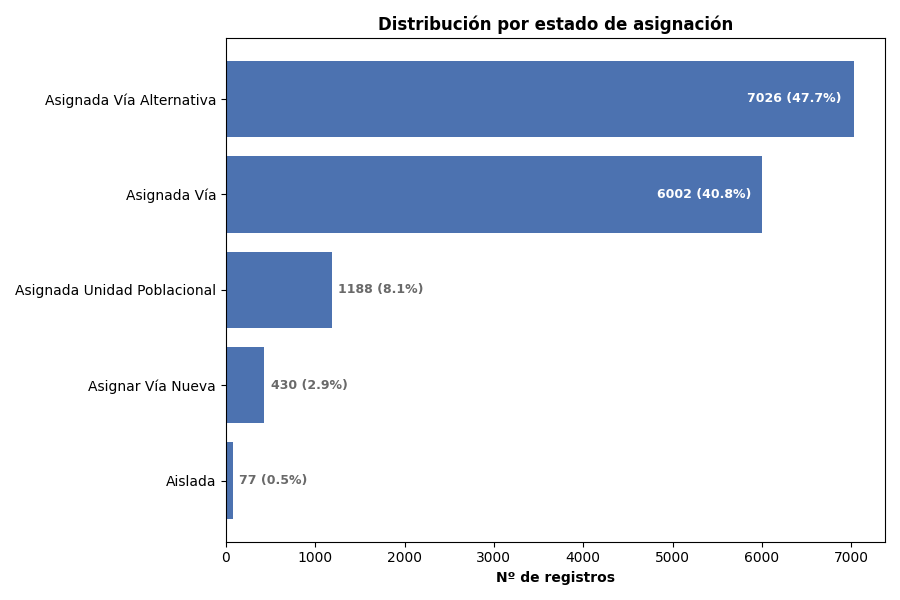 Distribución por estado de asignación
Asignada Vía Alternativa
7026 (47.7%)
Asignada Vía
6002 (40.8%)
Asignada Unidad Poblacional
1188 (8.1%)
Asignar Vía Nueva
430 (2.9%)
Aislada
77 (0.5%)
0 1000 2000 3000 4000 5000 6000 7000
Nº de registros